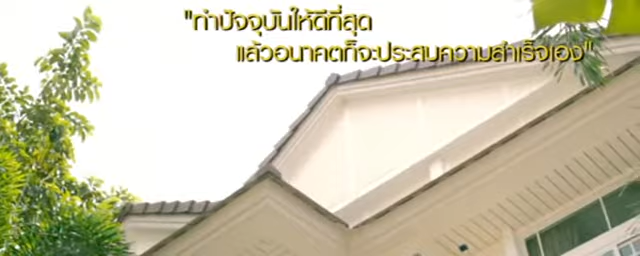 "ทำปัจจุบันให้ดีที่สุด
แล้วอนาคตก็จะประสบความสำเร็จเอง"